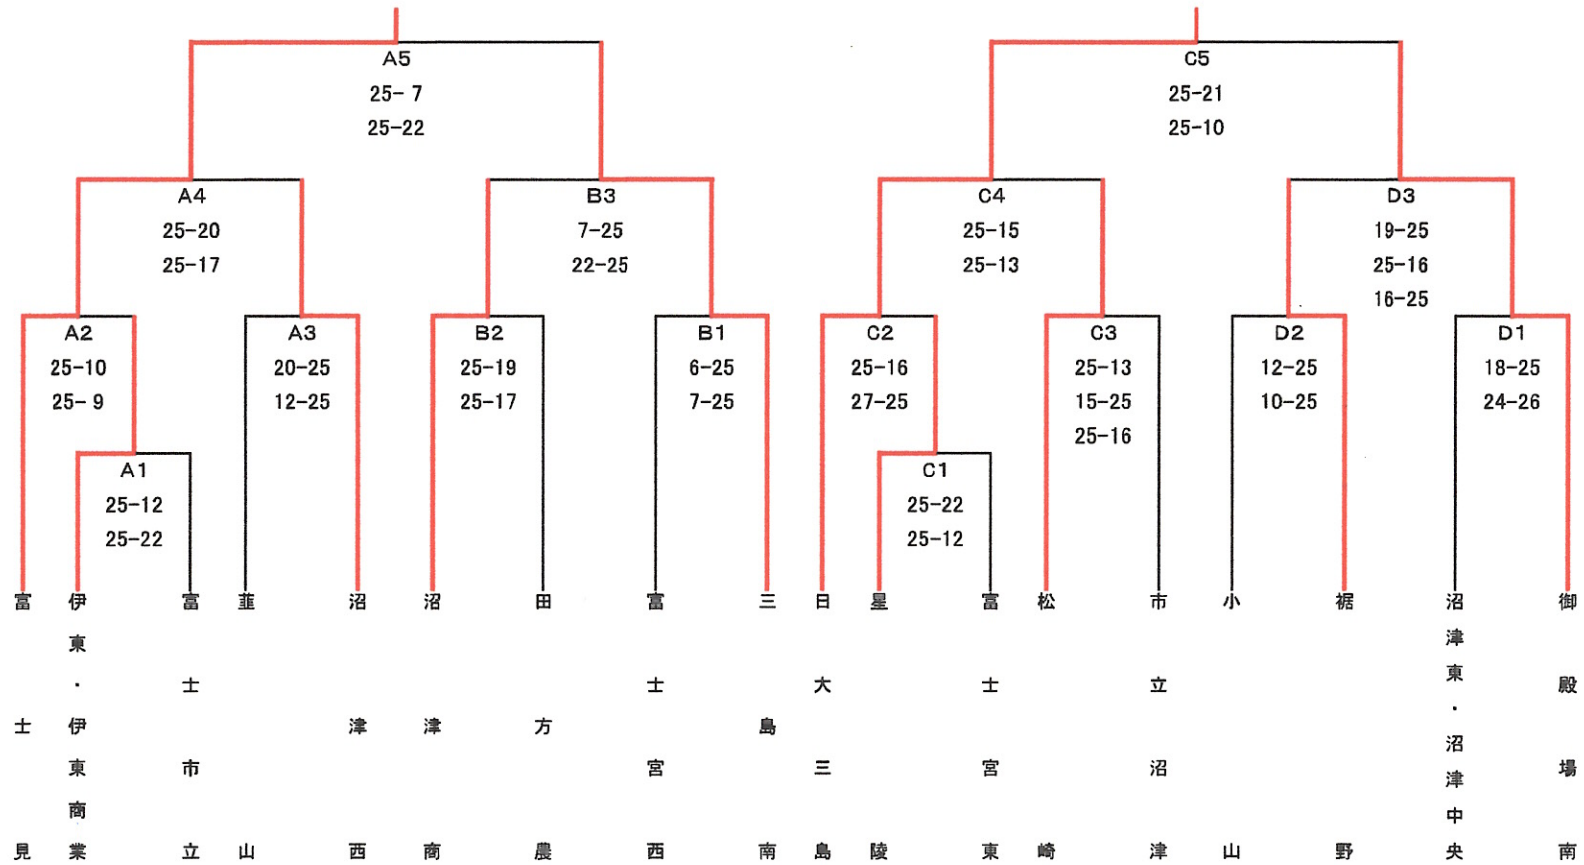 A5
25- 7
25-22
C5
25-21
25-10
A4
25-20
25-17
B3
7-25
22-25
C4
25-15
25-13
D3
19-25
25-16
16-25
A2
25-10
25- 9
A3
20-25
12-25
B2
25-19
25-17
B1
6-25
7-25
C2
25-16
27-25
C3
25-13
15-25
25-16
D2
12-25
10-25
D1
18-25
24-26
A1
25-12
25-22
C1
25-22
25-12
富士見
伊東・伊東商業
富士市立
韮山
沼津西
沼津商
田方農
富士宮西
三島南
日大三島
星陵
富士宮東
松崎
市立沼津
小山
裾野
沼津東・沼津中央
御殿場南